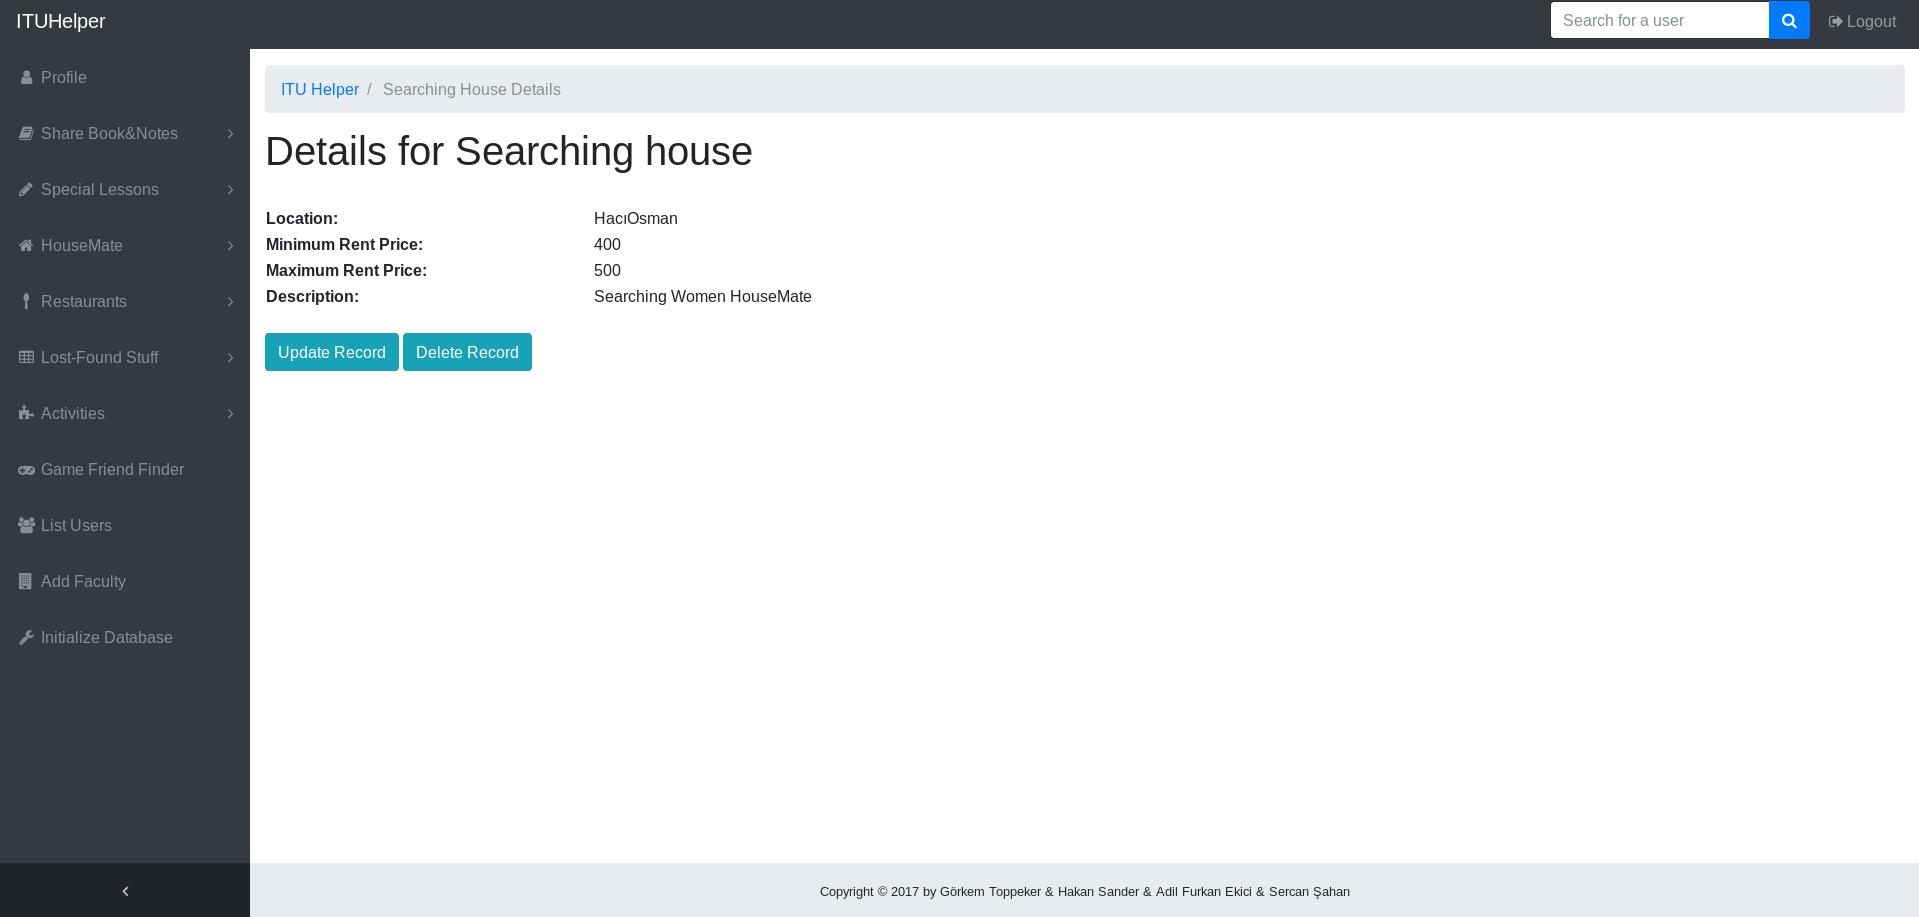 ITUHelper
Search for a user
Logout
Profile
Share Book&Notes
Special Lessons
HouseMate
Restaurants
Lost-Found Stuff
Activities
Game Friend Finder
List Users
Add Faculty
Initialize Database
ITU Helper / Searching House Details
Details for Searching house
Location: HacıOsman
Minimum Rent Price: 400
Maximum Rent Price: 500
Description: Searching Women HouseMate
Update Record Delete Record
Copyright © 2017 by Görkem Toppeker & Hakan Sander & Adil Furkan Ekici & Sercan Şahan